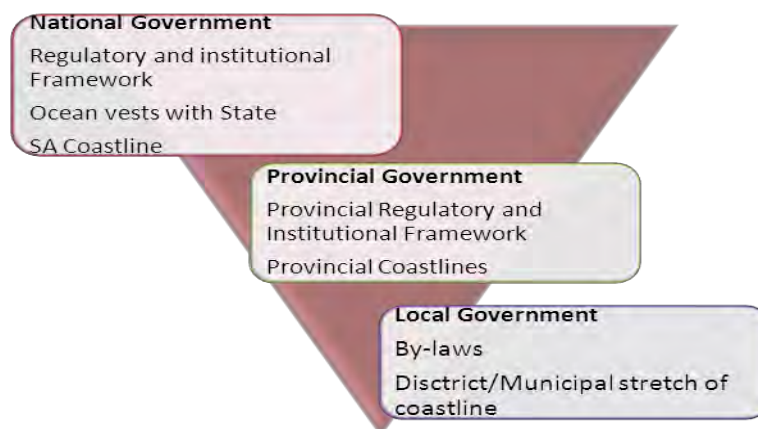 National Government
Regulatory and institutional
Framework
Ocean vests with State
SA Coastline
Provincial Government
Provincial Regulatory and
Institutional Framework
Provincial Coastlines
Local Government
By-laws
Disctrict/Municipal stretch of
coastline